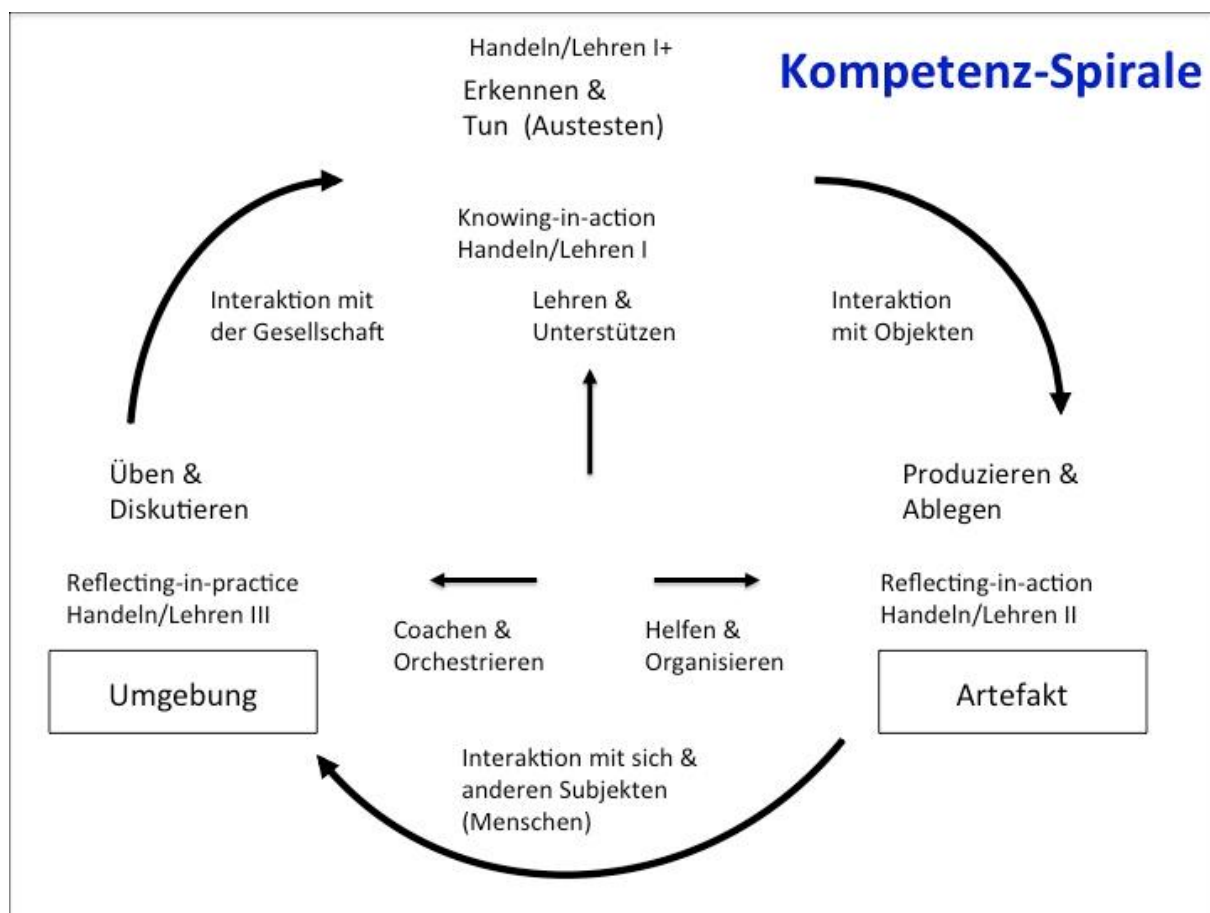 Handeln/Lehren I+
Erkennen &
Tun (Austesten)
Kompetenz-Spirale
Knowing-in-action
Handeln/Lehren I
Interaktion mit
der Gesellschaft
Lehren &
Unterstützen
Interaktion
mit Objekten
Üben &
Diskutieren
Produzieren &
Ablegen
Reflecting-in-practice
Handeln/Lehren III
Reflecting-in-action
Handeln/Lehren II
Coachen &
Orchestrieren
Helfen &
Organisieren
Umgebung
Artefakt
Interaktion mit sich &
anderen Subjekten
(Menschen)